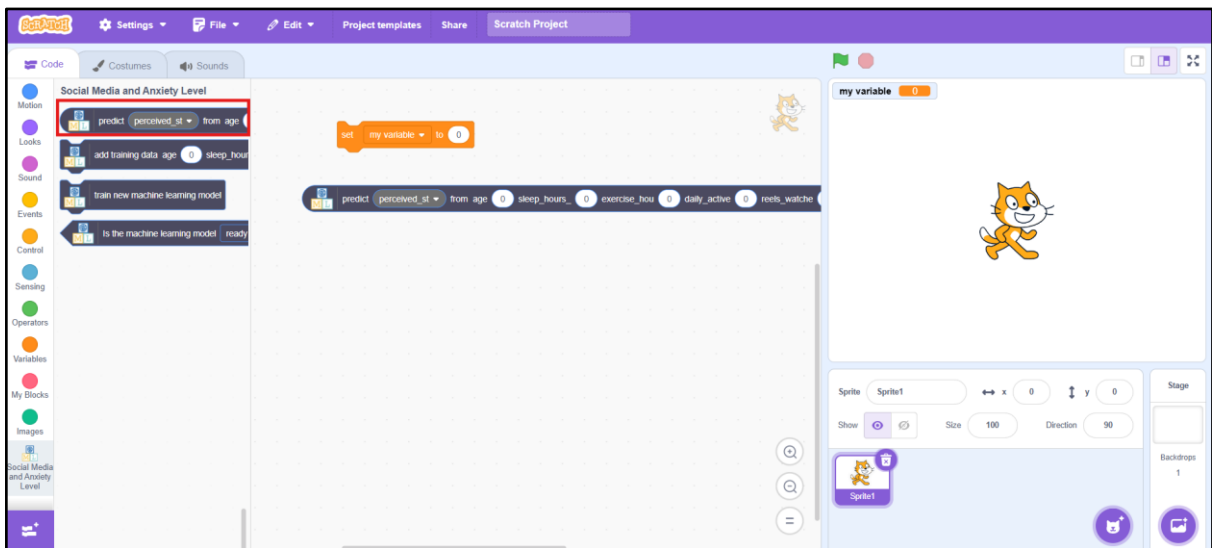 SCRATCH Settings File Edit Project templates Share Scratch Project
Code Costumes Sounds
Motion
Looks
Sound
Events
Control
Sensing
Operators
Variables
My Blocks
Images
Social Media
and Anxiety
Level
Social Media and Anxiety Level
predict perceived_st from age
add training data age 0 sleep_hour
train new machine learning model
Is the machine learning model ready
set my variable to 0
predict perceived_st from age 0 sleep_hours_ 0 exercise_hou 0 daily_active 0 reels_watche
my variable 0
Sprite Sprite1 x 0 y 0
Show Size 100 Direction 90
Sprite1
Stage
Backdrops
1